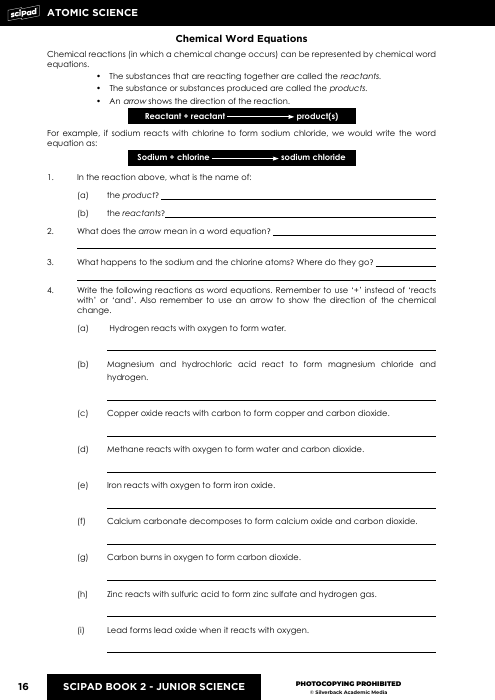 scipad ATOMIC SCIENCE
Chemical Word Equations
Chemical reactions (in which a chemical change occurs) can be represented by chemical word
equations.
• The substances that are reacting together are called the reactants.
• The substance or substances produced are called the products.
• An arrow shows the direction of the reaction.
Reactant + reactant ⟶ product(s)
For example, if sodium reacts with chlorine to form sodium chloride, we would write the word
equation as:
Sodium + chlorine ⟶ sodium chloride
1. In the reaction above, what is the name of:
(a) the product?
(b) the reactants?
2. What does the arrow mean in a word equation?
3. What happens to the sodium and the chlorine atoms? Where do they go?
4. Write the following reactions as word equations. Remember to use ‘+’ instead of ‘reacts
with’ or ‘and’. Also remember to use an arrow to show the direction of the chemical
change.
(a) Hydrogen reacts with oxygen to form water.
(b) Magnesium and hydrochloric acid react to form magnesium chloride and
hydrogen.
(c) Copper oxide reacts with carbon to form copper and carbon dioxide.
(d) Methane reacts with oxygen to form water and carbon dioxide.
(e) Iron reacts with oxygen to form iron oxide.
(f) Calcium carbonate decomposes to form calcium oxide and carbon dioxide.
(g) Carbon burns in oxygen to form carbon dioxide.
(h) Zinc reacts with sulfuric acid to form zinc sulfate and hydrogen gas.
(i) Lead forms lead oxide when it reacts with oxygen.
16 SCIPAD BOOK 2 - JUNIOR SCIENCE PHOTOCOPYING PROHIBITED
© Silverback Academic Media